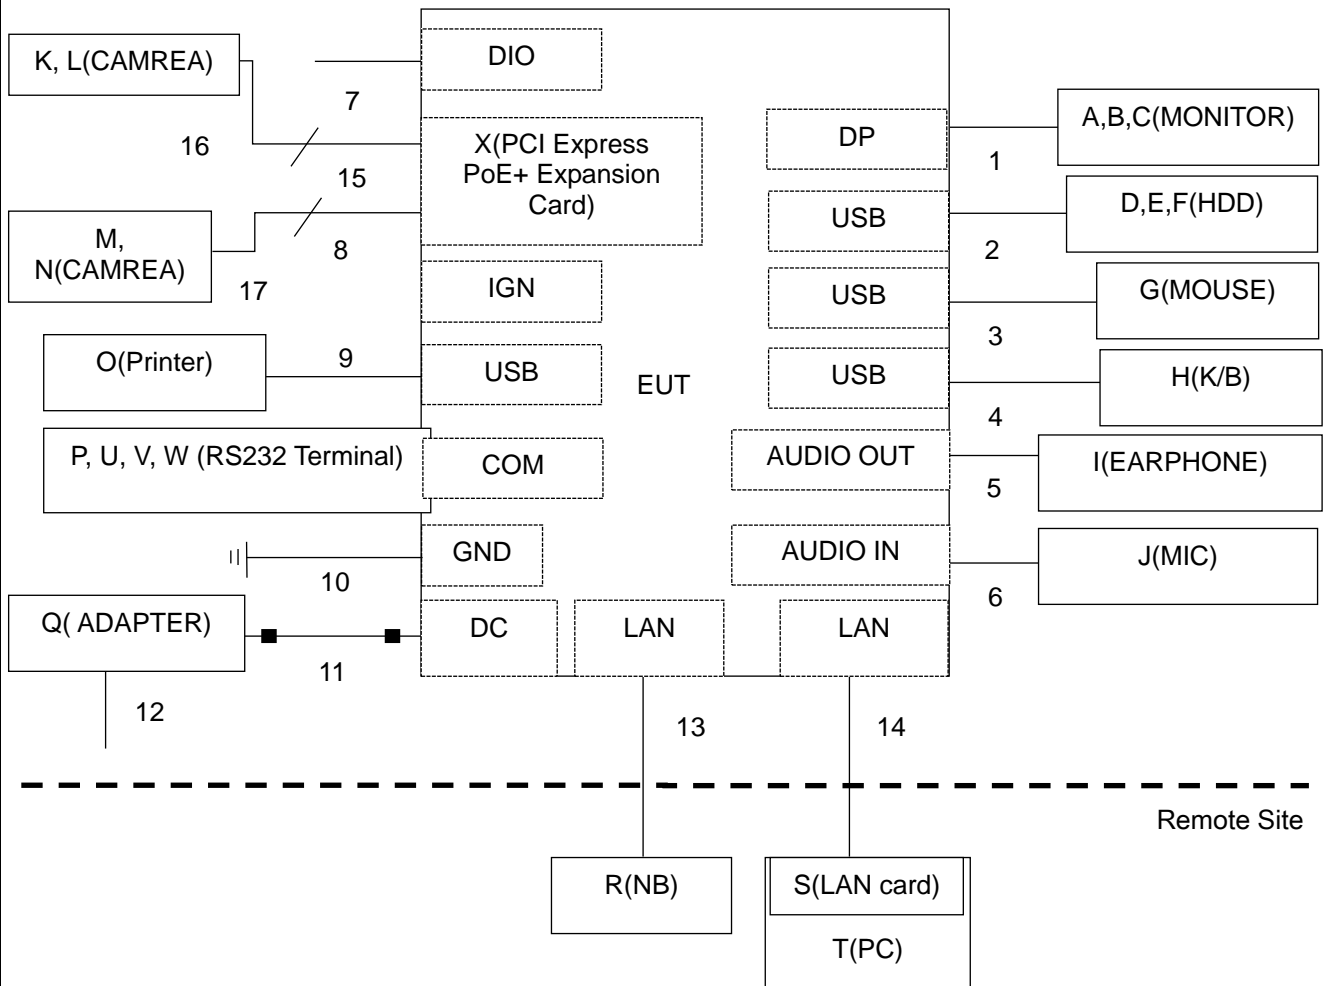 K, L(CAMREA)
DIO
7
16
X(PCI Express
PoE+ Expansion
Card)
15
DP
A,B,C(MONITOR)
1
USB
D,E,F(HDD)
2
M,
N(CAMREA)
8
17
IGN
USB
G(MOUSE)
3
O(Printer)
9
USB
EUT
USB
H(K/B)
4
P, U, V, W (RS232 Terminal)
COM
AUDIO OUT
I(EARPHONE)
5
GND
10
AUDIO IN
J(MIC)
6
Q( ADAPTER)
DC
LAN
LAN
11
12
13
14
Remote Site
R(NB)
S(LAN card)
T(PC)